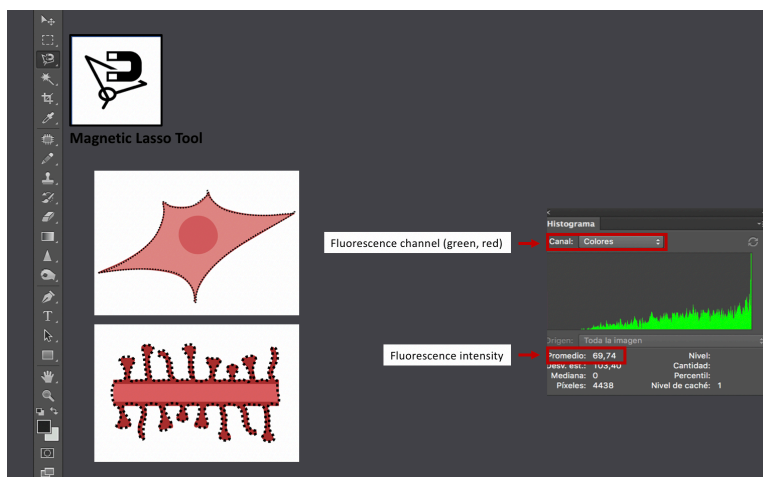 Magnetic Lasso Tool
Histograma
Fluorescence channel (green, red)
Canal: Colores
Origen: Toda la imagen
Fluorescence intensity
Promedio: 69,74 Nivel:
Desv. est.: 103,40 Cantidad:
Mediana: 0 Percentil:
Píxeles: 4438 Nivel de caché: 1